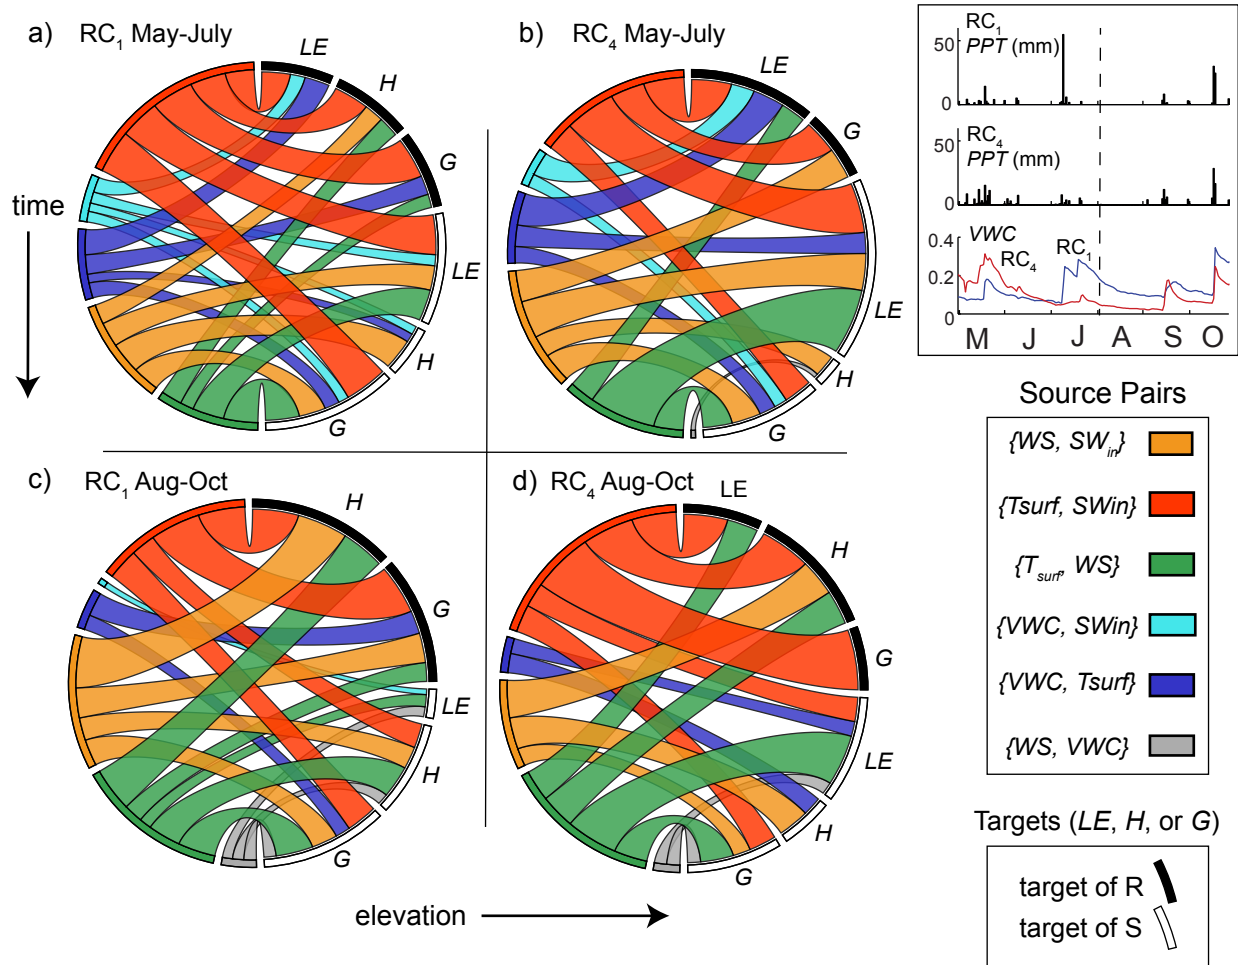 a) RC1 May-July
LE
H
G
LE
H
G
time
b) RC4 May-July
LE
G
LE
H
G
c) RC1 Aug-Oct
H
G
LE
H
G
d) RC4 Aug-Oct
LE
H
G
LE
H
G
elevation
RC1
PPT (mm)
50
0
RC4
PPT (mm)
50
0
VWC
RC4
RC1
0.4
0.2
0
M J J A S O
Source Pairs
{WS, SWin}
{Tsurf, SWin}
{Tsurf, WS}
{VWC, SWin}
{VWC, Tsurf}
{WS, VWC}
Targets (LE, H, or G)
target of R
target of S